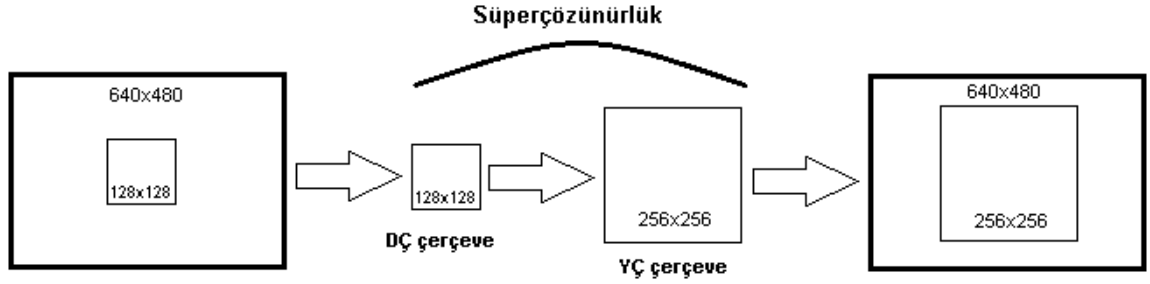 Süperçözünürlük
640x480
128x128
128x128
DÇ çerçeve
256x256
YÇ çerçeve
640x480
256x256